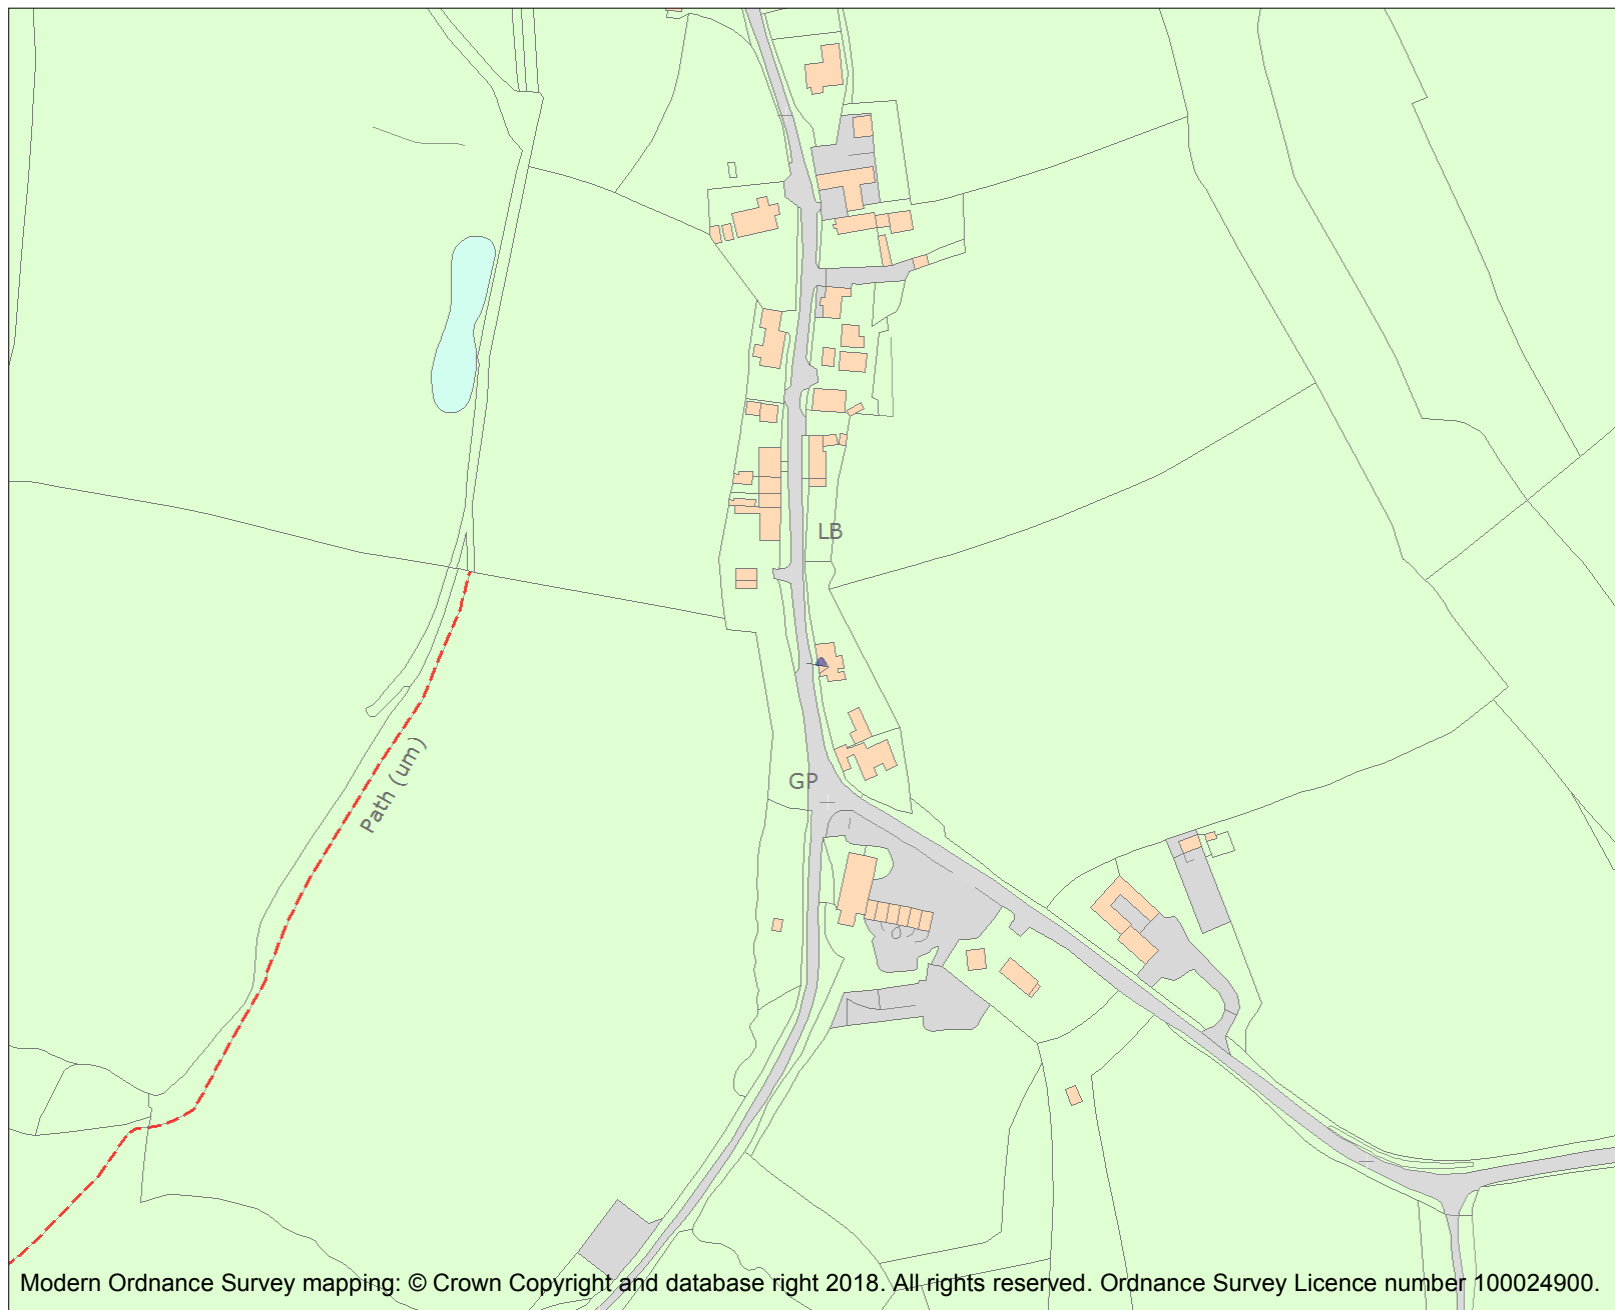 LB
Path (um)
GP
Modern Ordnance Survey mapping: © Crown Copyright and database right 2018. All rights reserved. Ordnance Survey Licence number 100024900.